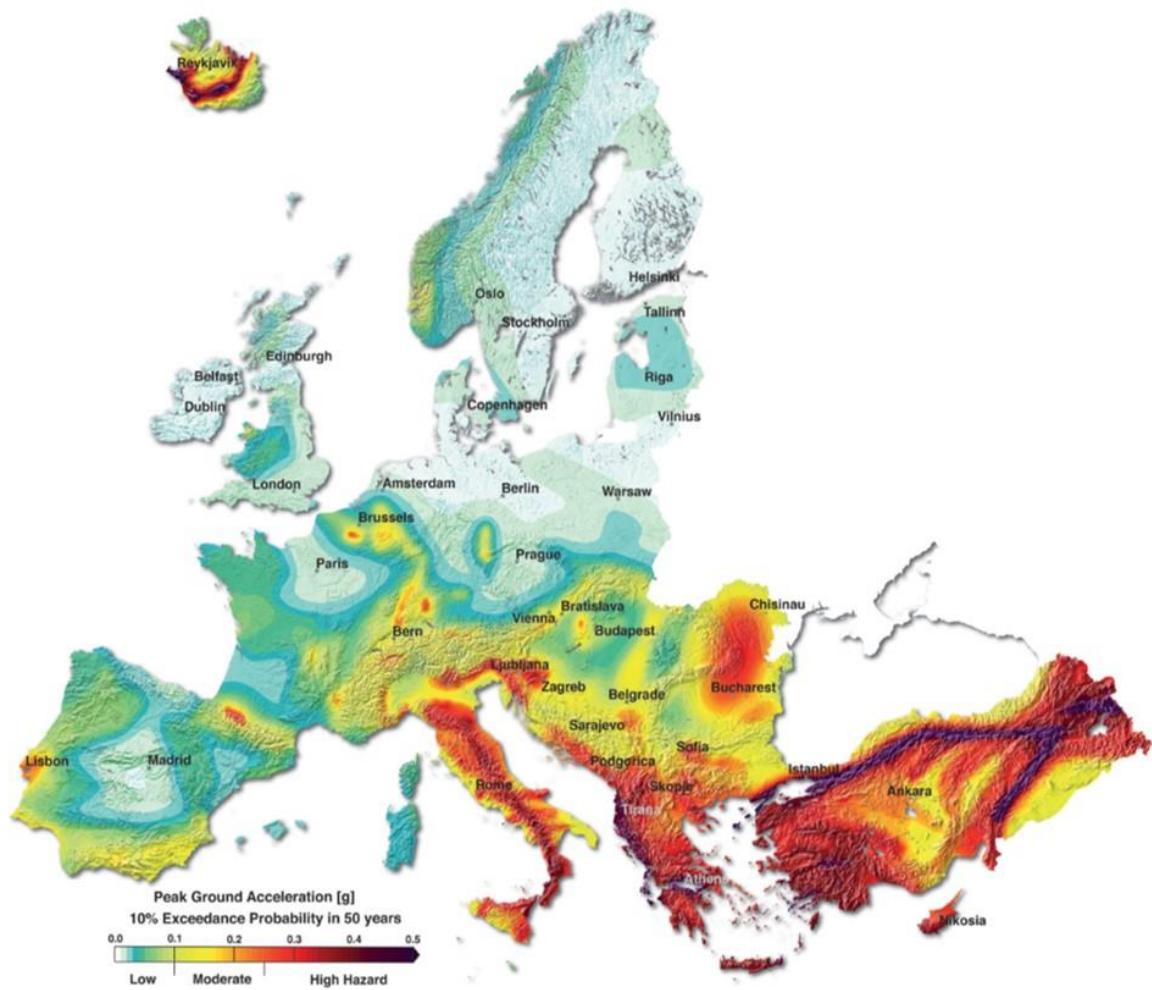 Reykjavik
Oslo
Helsinki
Stockholm
Tallinn
Edinburgh
Belfast
Riga
Dublin
Copenhagen
Vilnius
London
Amsterdam
Berlin
Warsaw
Brussels
Paris
Prague
Chisinau
Vienna
Bratislava
Bern
Budapest
Ljubljana
Zagreb
Belgrade
Bucharest
Sarajevo
Sofia
Lisbon
Madrid
Podgorica
Istanbul
Rome
Skopje
Ankara
Tirana
Athens
Nikosia
Peak Ground Acceleration [g]
10% Exceedance Probability in 50 years
0.0 0.1 0.2 0.3 0.4 0.5
Low Moderate High Hazard